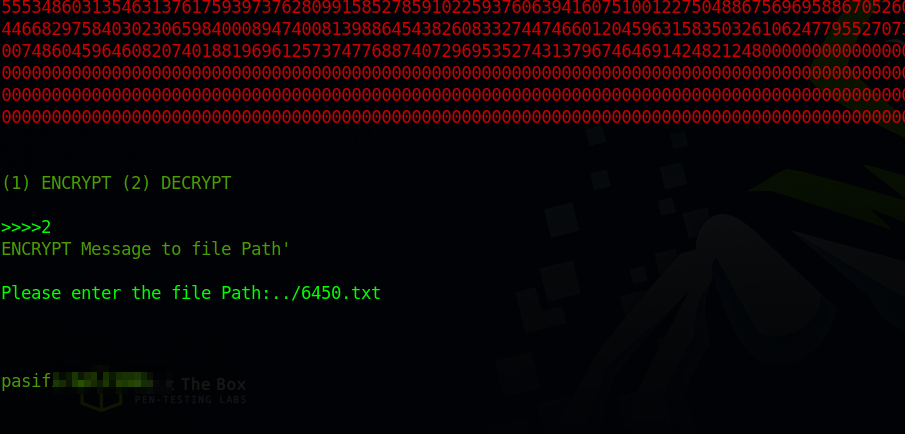 5553486031354631376175939737628099158527859102259376063941607510012275048867569695886705260
4466829758403023065984000894740081398864543826083327447466012045963158350326106247795527073
0074860459646082074018819696125737477688740729695352743137967464691424821248000000000000000
0000000000000000000000000000000000000000000000000000000000000000000000000000000000000000000
0000000000000000000000000000000000000000000000000000000000000000000000000000000000000000000
0000000000000000000000000000000000000000000000000000000000000000000000000000000000000000000
(1) ENCRYPT (2) DECRYPT
>>>>2
ENCRYPT Message to file Path'
Please enter the file Path:../6450.txt
pasif
The Box
PEN-TESTING LABS